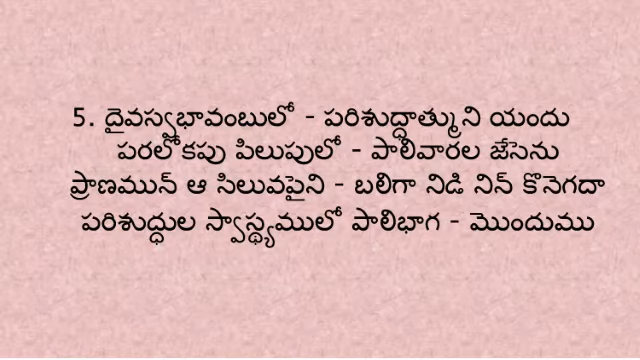 5. దైవస్వభావంబులో - పరిశుద్ధాత్ముని యందు
పరలోకపు పిలుపులో - పాలివారల జేసెను
ప్రాణమున్ ఆ సిలువపైని - బలిగా నిడి నిన్ కొనెగదా
పరిశుద్ధుల స్వాస్థ్యములో పాలిభాగ - మొందుము